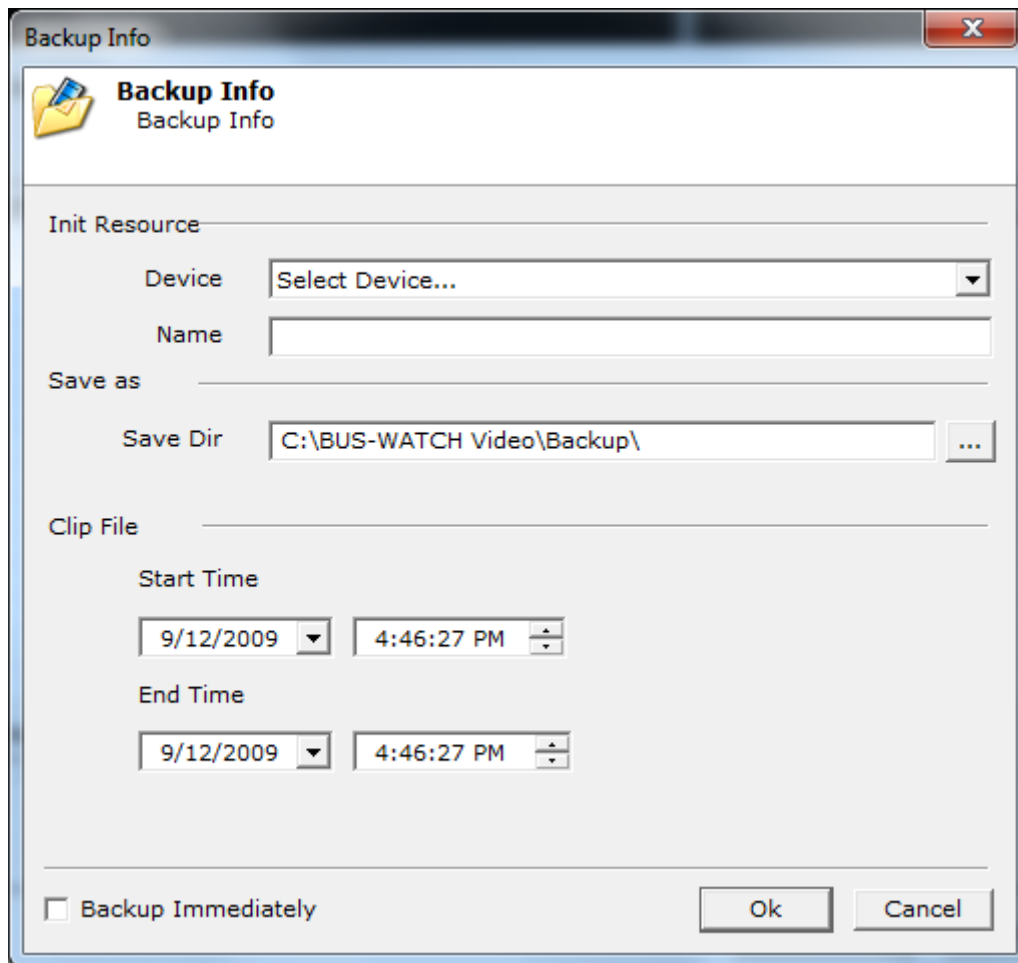 Backup Info
Backup Info
Backup Info
Init Resource
Device Select Device...
Name
Save as
Save Dir C:\BUS-WATCH Video\Backup\ ...
Clip File
Start Time
9/12/2009 4:46:27 PM
End Time
9/12/2009 4:46:27 PM
Backup Immediately Ok Cancel